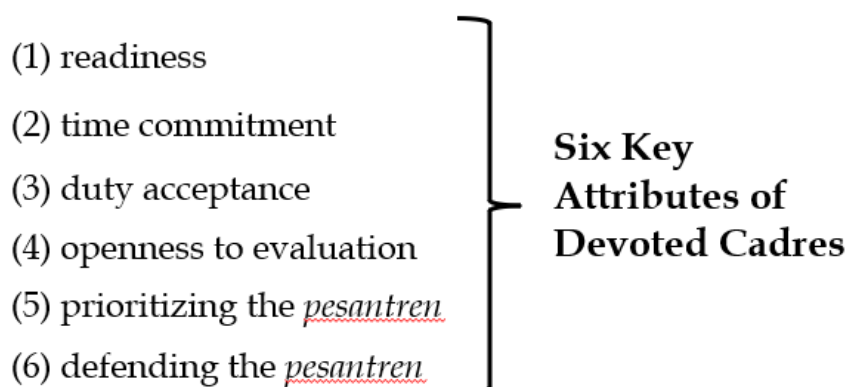 (1) readiness
(2) time commitment
(3) duty acceptance
(4) openness to evaluation
(5) prioritizing the pesantren
(6) defending the pesantren
Six Key
Attributes of
Devoted Cadres